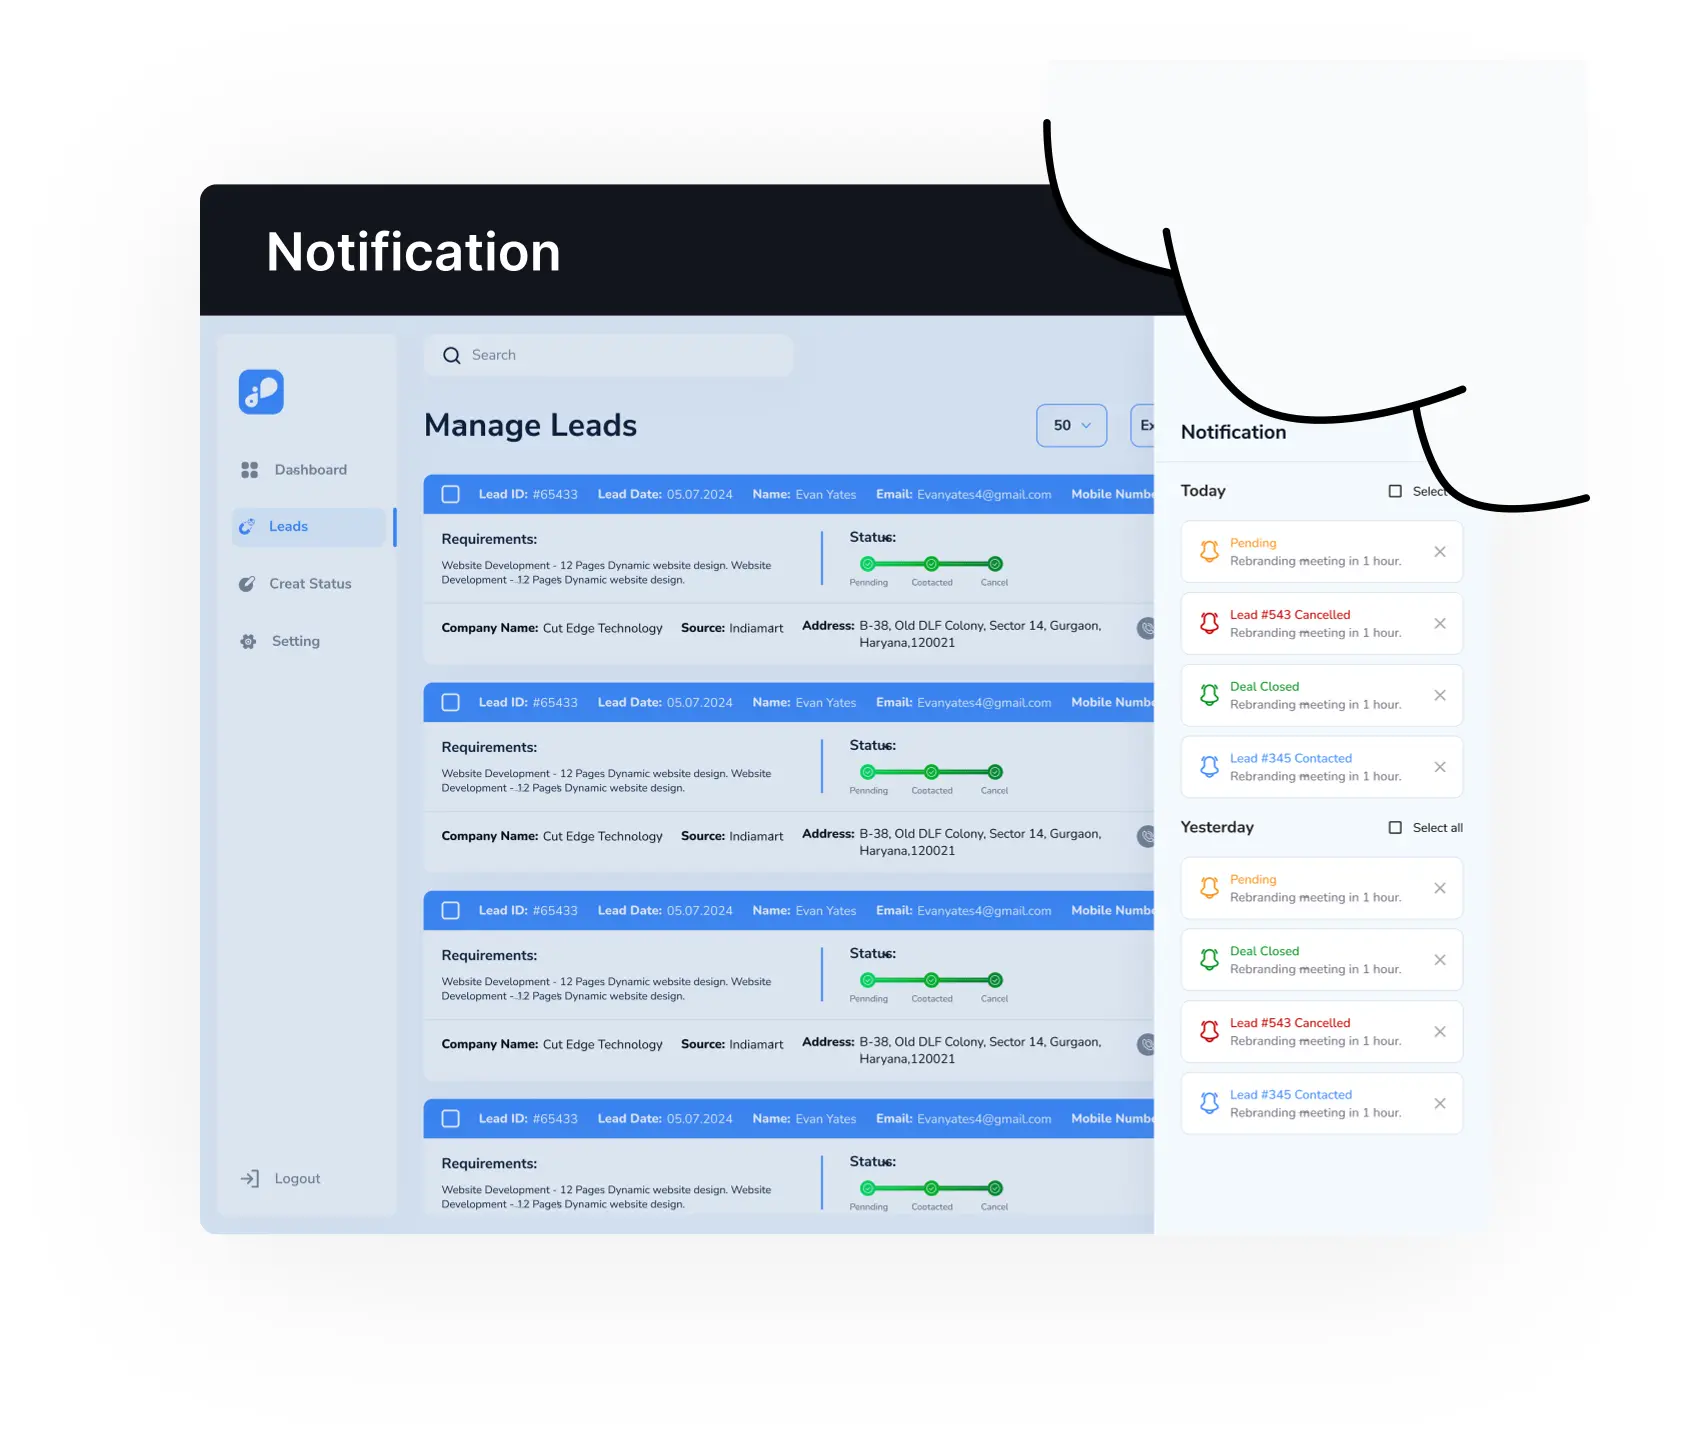 Notification
Search
Dashboard
Leads
Creat Status
Setting
Logout
Manage Leads
50
Lead ID: #65433 Lead Date: 05.07.2024 Name: Evan Yates Email: Evanyates4@gmail.com Mobile
Requirements:
Website Development - 12 Pages Dynamic website design. Website
Development - 12 Pages Dynamic website design.
Status:
Pennding Cootacted Cancel
Company Name: Cut Edge Technology Source: Indiamart Address: B-38, Old DLF Colony, Sector 14, Gurgaon,
Haryana,120021
Lead ID: #65433 Lead Date: 05.07.2024 Name: Evan Yates Email: Evanyates4@gmail.com Mobile
Requirements:
Website Development - 12 Pages Dynamic website design. Website
Development - 12 Pages Dynamic website design.
Status:
Pennding Cootacted Cancel
Company Name: Cut Edge Technology Source: Indiamart Address: B-38, Old DLF Colony, Sector 14, Gurgaon,
Haryana,120021
Lead ID: #65433 Lead Date: 05.07.2024 Name: Evan Yates Email: Evanyates4@gmail.com Mobile
Requirements:
Website Development - 12 Pages Dynamic website design. Website
Development - 12 Pages Dynamic website design.
Status:
Pennding Cootacted Cancel
Company Name: Cut Edge Technology Source: Indiamart Address: B-38, Old DLF Colony, Sector 14, Gurgaon,
Haryana,120021
Lead ID: #65433 Lead Date: 05.07.2024 Name: Evan Yates Email: Evanyates4@gmail.com Mobile
Requirements:
Website Development - 12 Pages Dynamic website design. Website
Development - 12 Pages Dynamic website design.
Status:
Pennding Cootacted Cancel
Notification
Today Select
Pending
Rebranding meeting in 1 hour.
Lead #543 Cancelled
Rebranding meeting in 1 hour.
Deal Closed
Rebranding meeting in 1 hour.
Lead #345 Contacted
Rebranding meeting in 1 hour.
Yesterday Select all
Pending
Rebranding meeting in 1 hour.
Deal Closed
Rebranding meeting in 1 hour.
Lead #543 Cancelled
Rebranding meeting in 1 hour.
Lead #345 Contacted
Rebranding meeting in 1 hour.